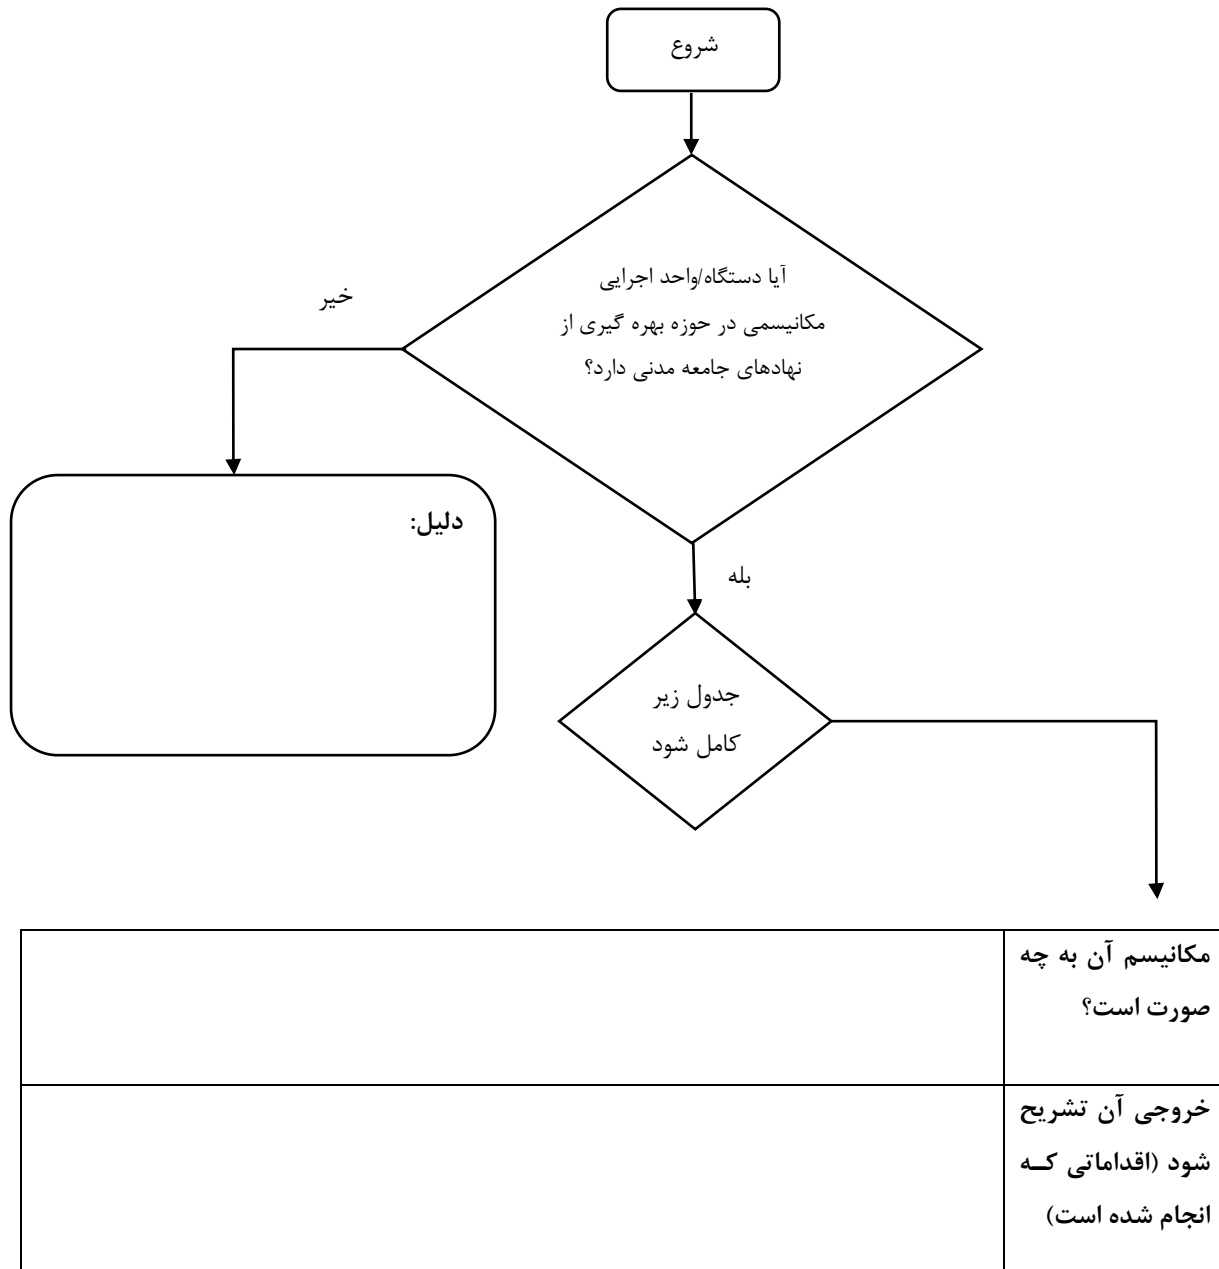 شروع
آیا دستگاه/واحد اجرایی
مکانیسمی در حوزه بهره گیری از
نهادهای جامعه مدنی دارد؟
خیر
دلیل:
بله
جدول زیر
کامل شود
مکانیسم آن به چه
صورت است؟
خروجی آن تشریح
شود (اقداماتی که
انجام شده است)